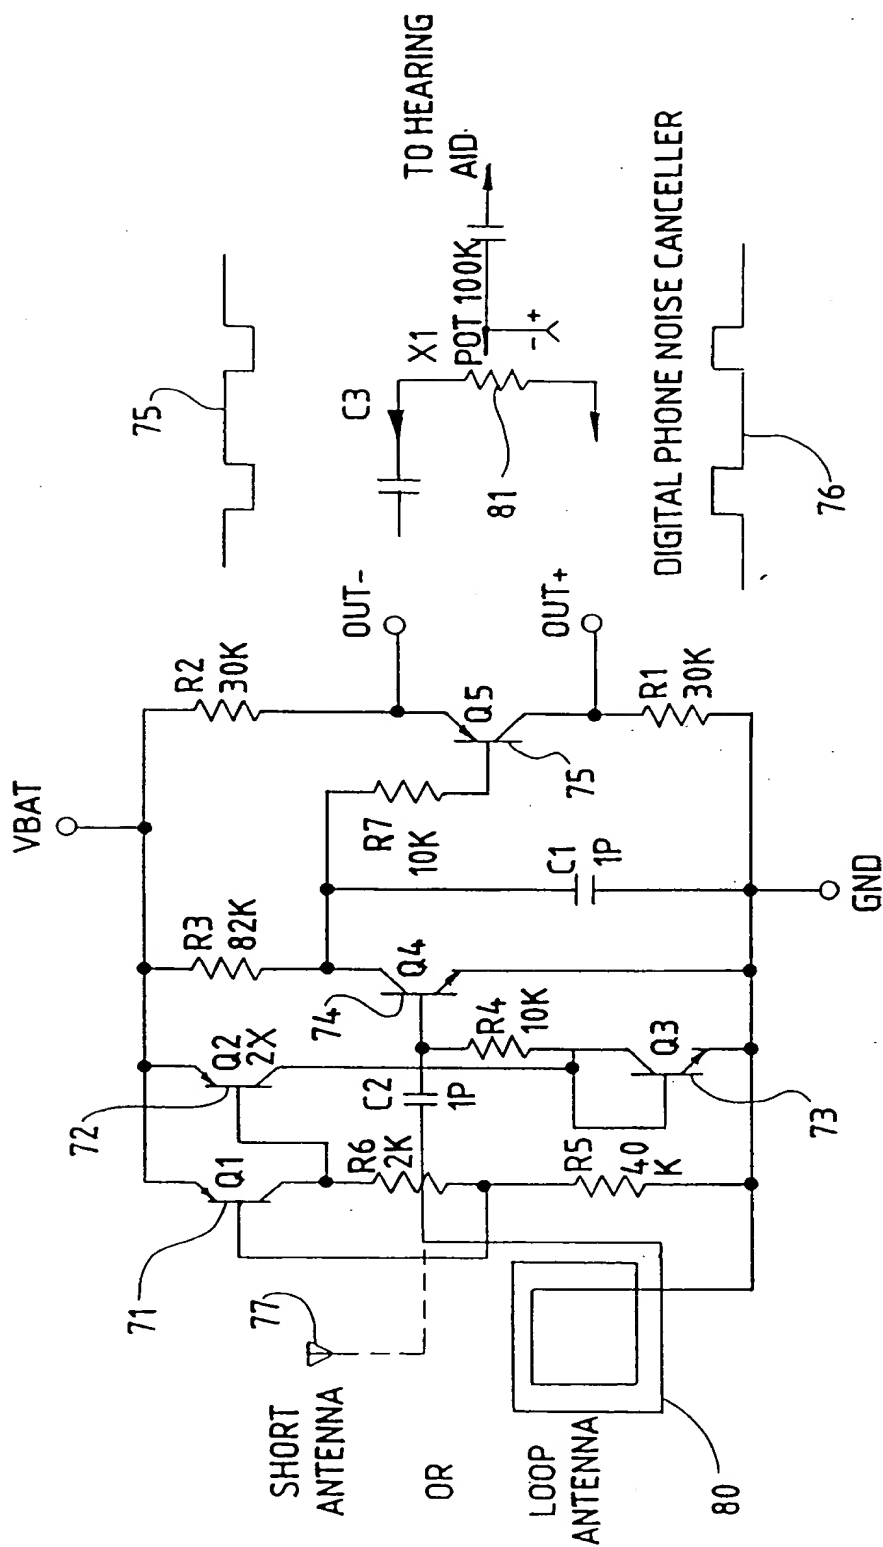 VBAT
71
Q1
72
Q2
2X
R3
82K
R2
30K
75
OUT-
C3
X1
POT 100K
TO HEARING
AID
SHORT
ANTENNA
77
R6
2K
C2
1P
74
Q4
R7
10K
Q5
81
- +
OR
R4
10K
C1
1P
75
OUT+
LOOP
ANTENNA
R5
40
K
Q3
R1
30K
DIGITAL PHONE NOISE CANCELLER
80
73
GND
76